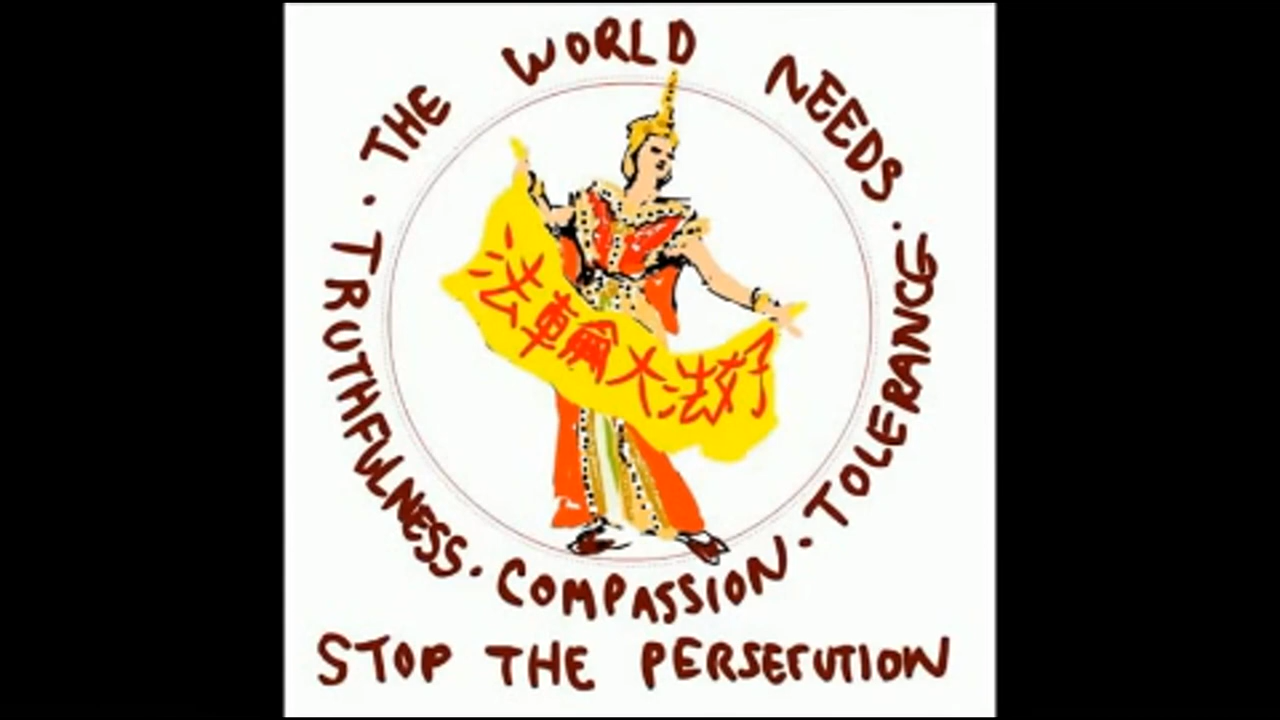 THE WORLD NEEDS
· TRUTHFULNESS · COMPASSION · TOLERANCE ·
法輪大法好
STOP THE PERSECUTION